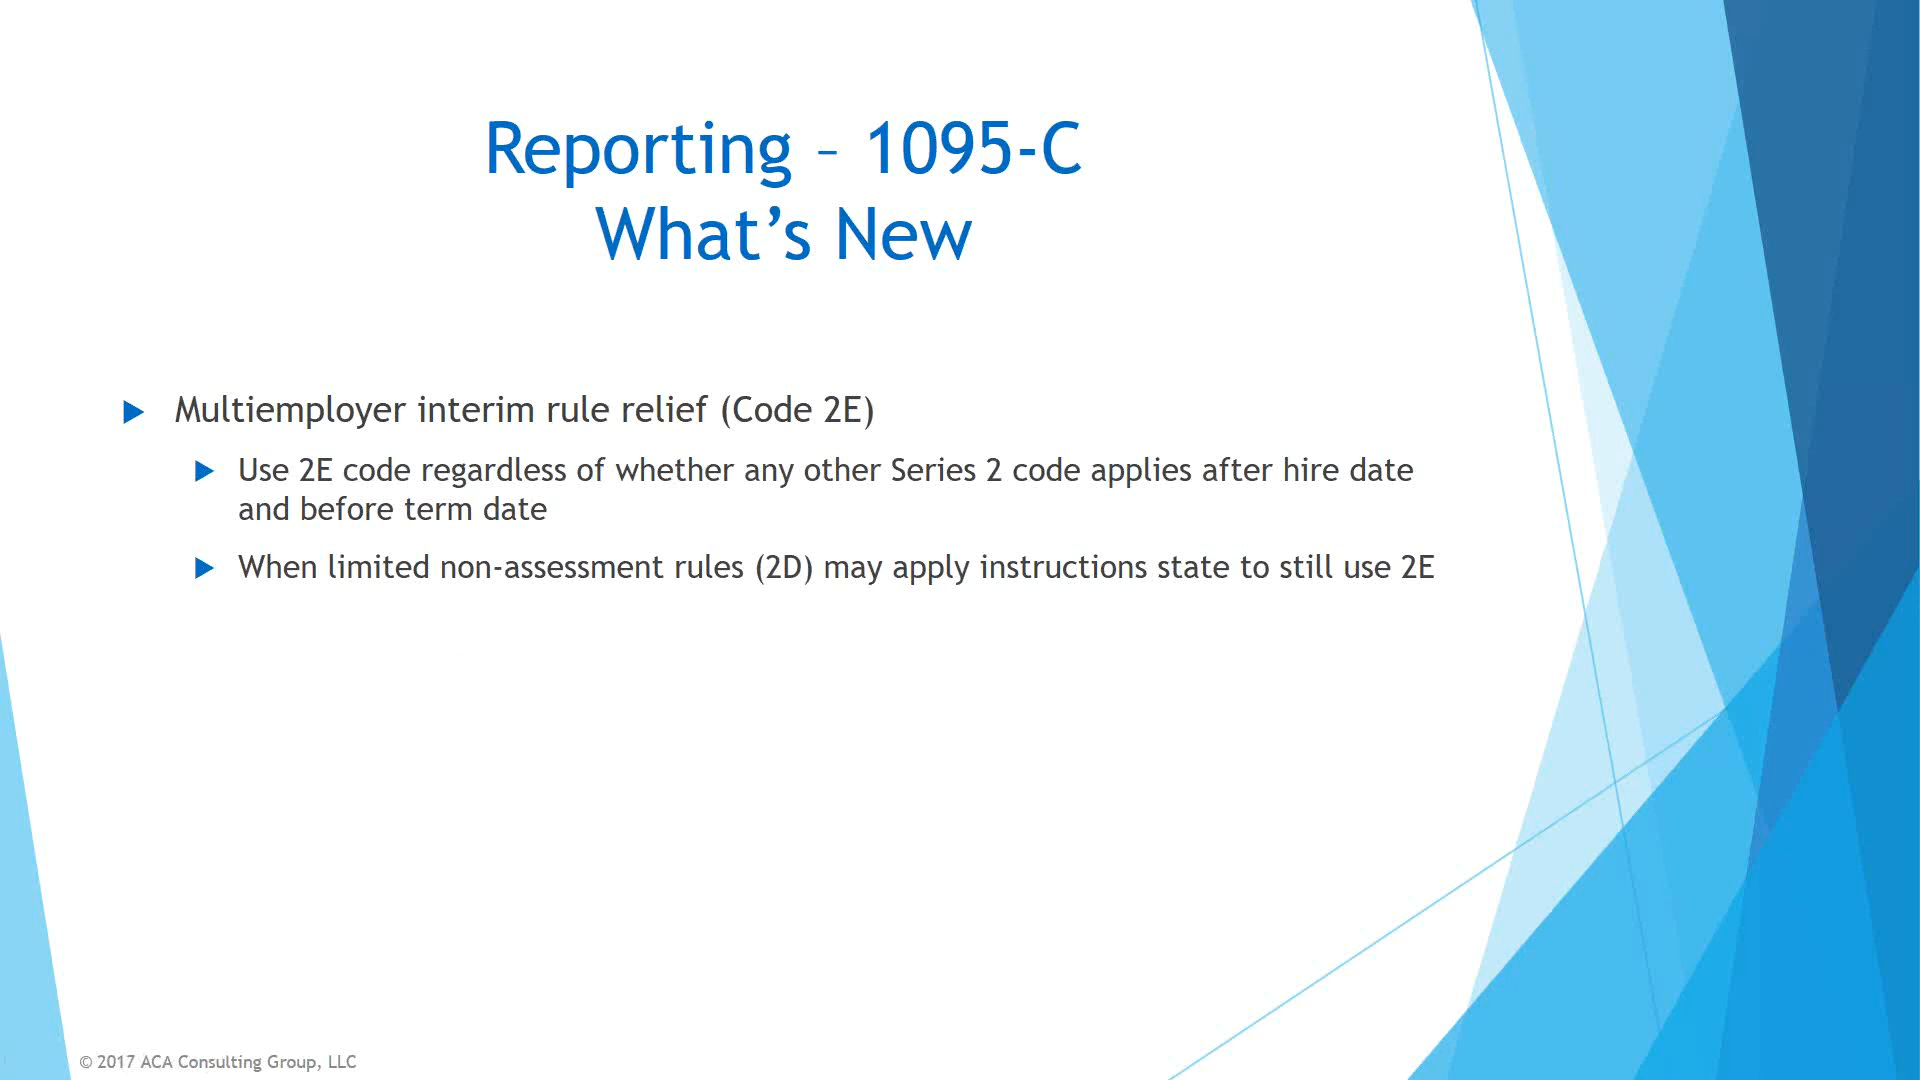 Reporting – 1095-C
What’s New
Multiemployer interim rule relief (Code 2E)
Use 2E code regardless of whether any other Series 2 code applies after hire date
and before term date
When limited non-assessment rules (2D) may apply instructions state to still use 2E
© 2017 ACA Consulting Group, LLC